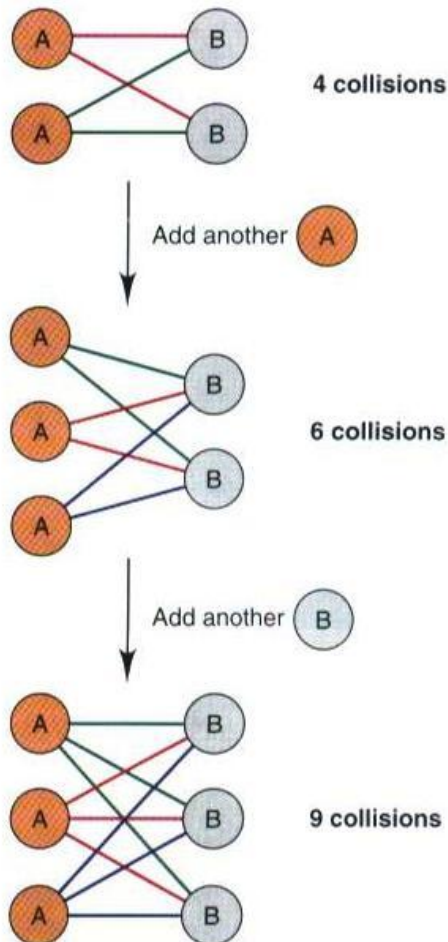 A B
4 collisions
A B
Add another A
A B
A 6 collisions
B
A
Add another B
A B
A B 9 collisions
A B